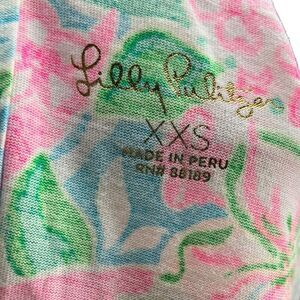 Lilly Pulitzer
XXS
MADE IN PERU
RN# 88189